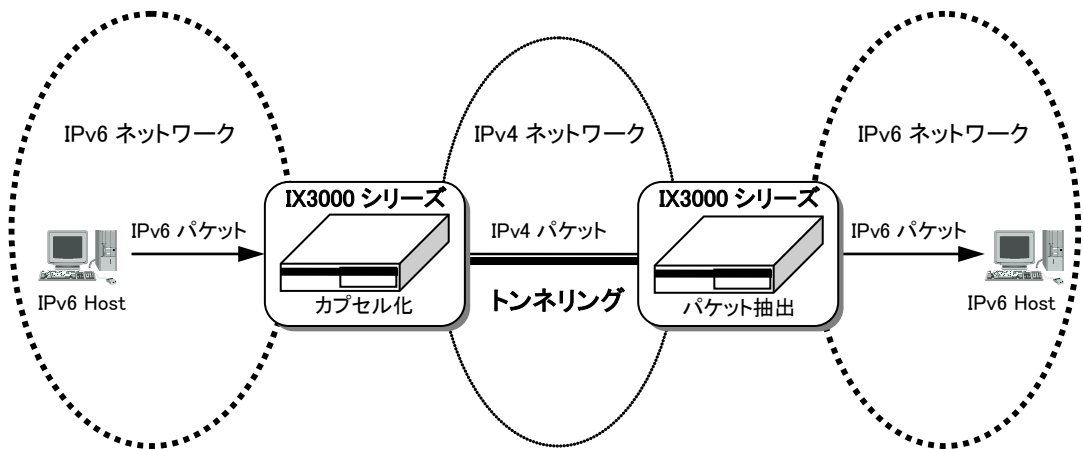 IPv6 ネットワーク
IPv4 ネットワーク
IPv6 ネットワーク
IX3000 シリーズ
IX3000 シリーズ
IPv6 パケット
IPv4 パケット
IPv6 パケット
IPv6 Host
カプセル化
トンネリング
パケット抽出
IPv6 Host